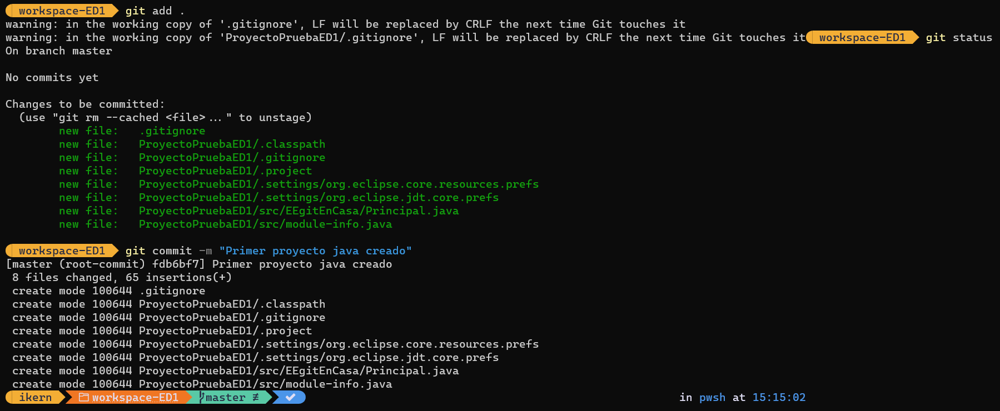 workspace-ED1 git add .
warning: in the working copy of '.gitignore', LF will be replaced by CRLF the next time Git touches it
warning: in the working copy of 'ProyectoPruebaED1/.gitignore', LF will be replaced by CRLF the next time Git touches it workspace-ED1 git status
On branch master
No commits yet
Changes to be committed:
(use "git rm --cached <file>..." to unstage)
new file: .gitignore
new file: ProyectoPruebaED1/.classpath
new file: ProyectoPruebaED1/.gitignore
new file: ProyectoPruebaED1/.project
new file: ProyectoPruebaED1/.settings/org.eclipse.core.resources.prefs
new file: ProyectoPruebaED1/.settings/org.eclipse.jdt.core.prefs
new file: ProyectoPruebaED1/src/EEgitEnCasa/Principal.java
new file: ProyectoPruebaED1/src/module-info.java
workspace-ED1 git commit -m "Primer proyecto java creado"
[master (root-commit) fdb6bf7] Primer proyecto java creado
8 files changed, 65 insertions(+)
create mode 100644 .gitignore
create mode 100644 ProyectoPruebaED1/.classpath
create mode 100644 ProyectoPruebaED1/.gitignore
create mode 100644 ProyectoPruebaED1/.project
create mode 100644 ProyectoPruebaED1/.settings/org.eclipse.core.resources.prefs
create mode 100644 ProyectoPruebaED1/.settings/org.eclipse.jdt.core.prefs
create mode 100644 ProyectoPruebaED1/src/EEgitEnCasa/Principal.java
create mode 100644 ProyectoPruebaED1/src/module-info.java
ikern workspace-ED1 master ≢ ✔ in pwsh at 15:15:02